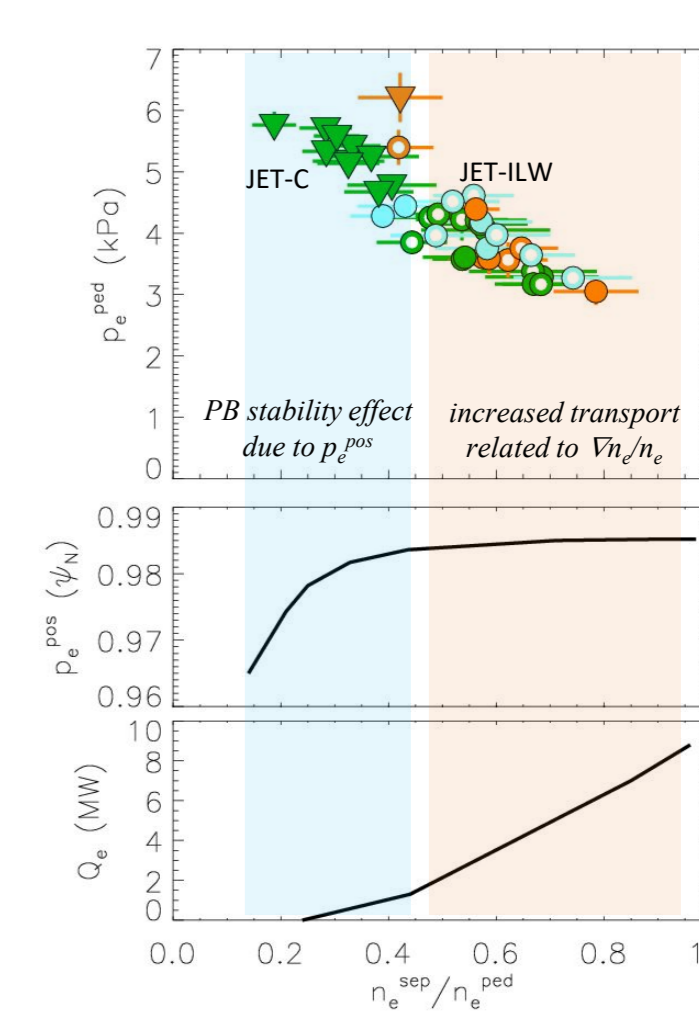 7
6
5
4
3
2
1
0
p_e^ped (kPa)
JET-C
JET-ILW
PB stability effect
due to p_e^pos
increased transport
related to ∇n_e/n_e
0.99
0.98
0.97
0.96
p_e^pos (ψ_N)
10
8
6
4
2
0
Q_e (MW)
0.0 0.2 0.4 0.6 0.8 1
n_e^sep/n_e^ped